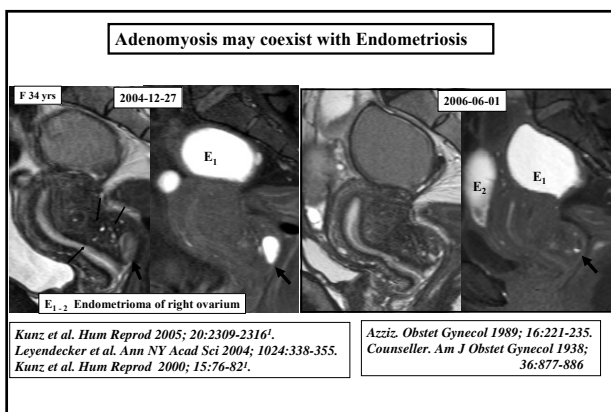 Adenomyosis may coexist with Endometriosis
F 34 yrs
2004-12-27
2006-06-01
E1
E2
E1
E1 - 2 Endometrioma of right ovarium
Kunz et al. Hum Reprod 2005; 20:2309-2316¹.
Leyendecker et al. Ann NY Acad Sci 2004; 1024:338-355.
Kunz et al. Hum Reprod 2000; 15:76-82¹.
Azziz. Obstet Gynecol 1989; 16:221-235.
Counseller. Am J Obstet Gynecol 1938;
36:877-886